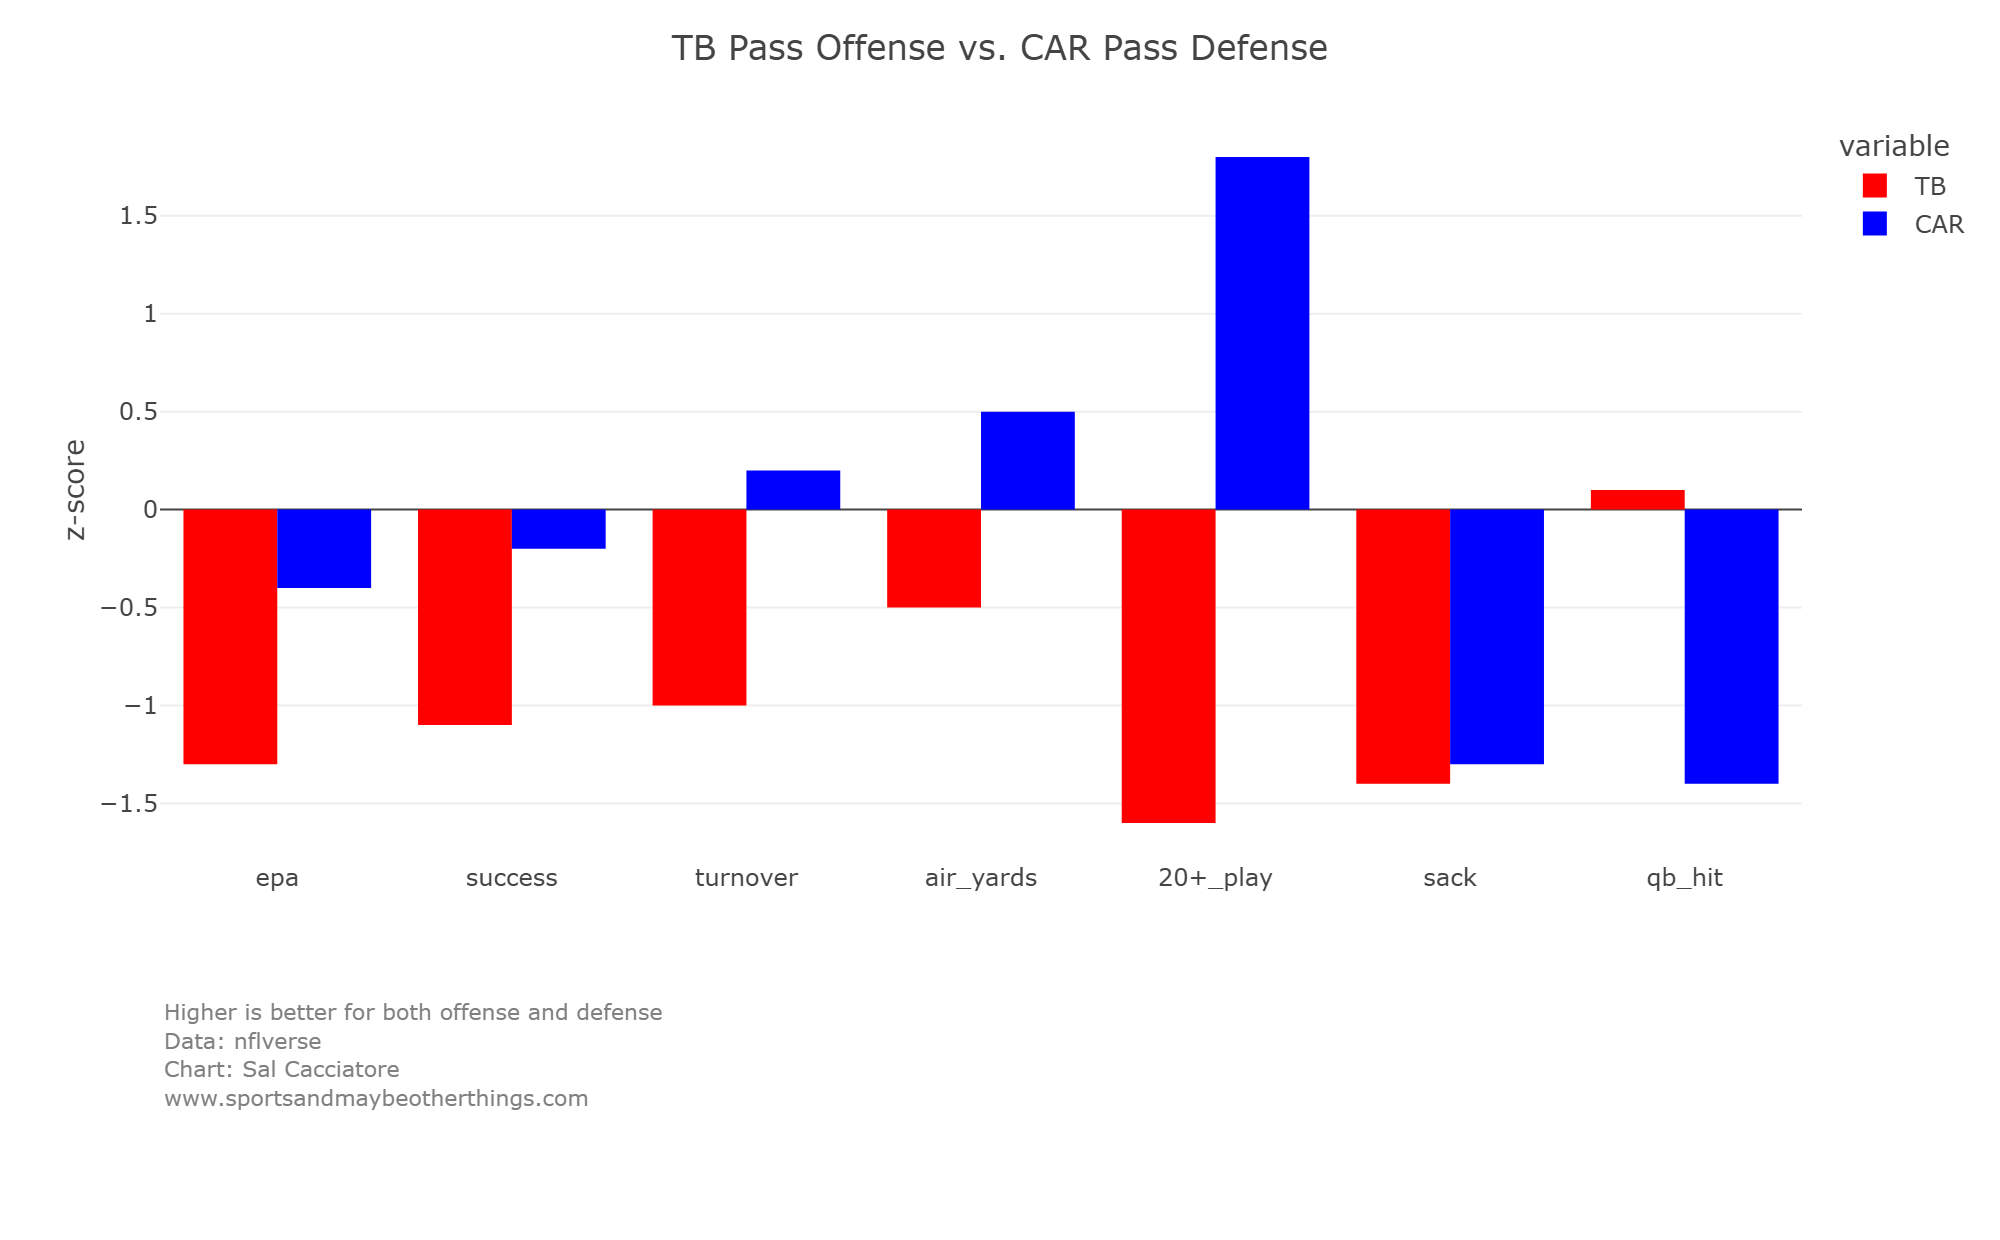 TB Pass Offense vs. CAR Pass Defense
variable
TB
CAR
z-score
1.5
1
0.5
0
−0.5
−1
−1.5
epa success turnover air_yards 20+_play sack qb_hit
Higher is better for both offense and defense
Data: nflverse
Chart: Sal Cacciatore
www.sportsandmaybeotherthings.com